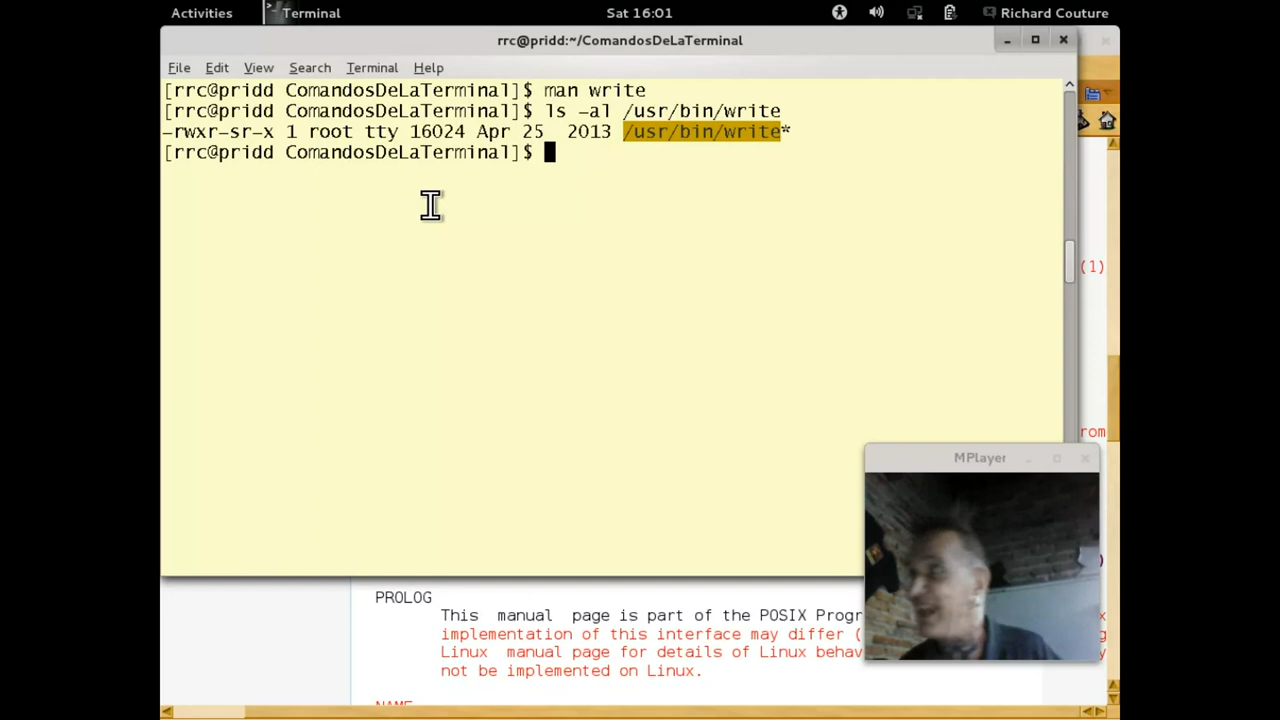 Activities Terminal Sat 16:01 Richard Couture
rrc@pridd:~/ComandosDeLaTerminal
File Edit View Search Terminal Help
[rrc@pridd ComandosDeLaTerminal]$ man write
[rrc@pridd ComandosDeLaTerminal]$ ls -al /usr/bin/write
-rwxr-sr-x 1 root tty 16024 Apr 25  2013 /usr/bin/write*
[rrc@pridd ComandosDeLaTerminal]$
(1)
rom
MPlayer
PROLOG
This manual page is part of the POSIX Progr
implementation of this interface may differ (
Linux manual page for details of Linux behav
not be implemented on Linux.